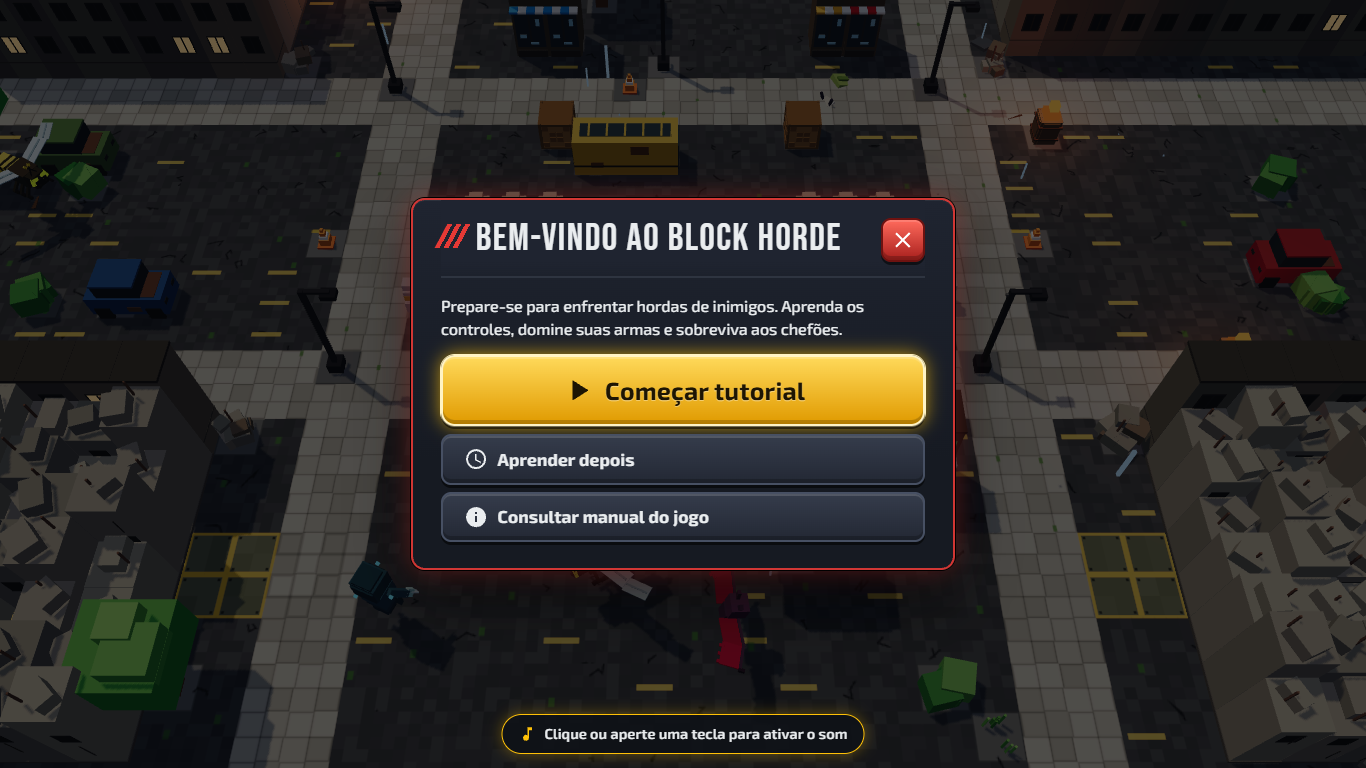 BEM-VINDO AO BLOCK HORDE
Prepare-se para enfrentar hordas de inimigos. Aprenda os
controles, domine suas armas e sobreviva aos chefões.
Começar tutorial
Aprender depois
Consultar manual do jogo
Clique ou aperte uma tecla para ativar o som